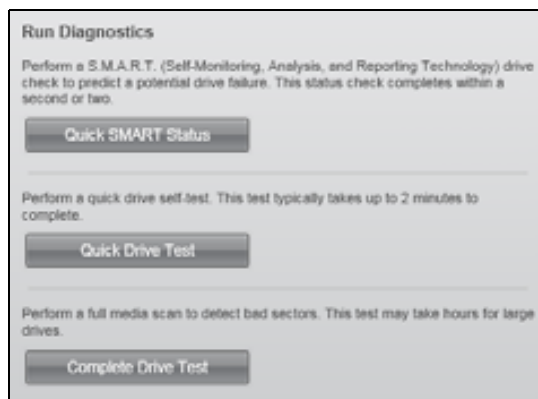 Run Diagnostics
Perform a S.M.A.R.T. (Self-Monitoring, Analysis, and Reporting Technology) drive
check to predict a potential drive failure. This status check completes within a
second or two.
Quick SMART Status
Perform a quick drive self-test. This test typically takes up to 2 minutes to
complete.
Quick Drive Test
Perform a full media scan to detect bad sectors. This test may take hours for large
drives.
Complete Drive Test